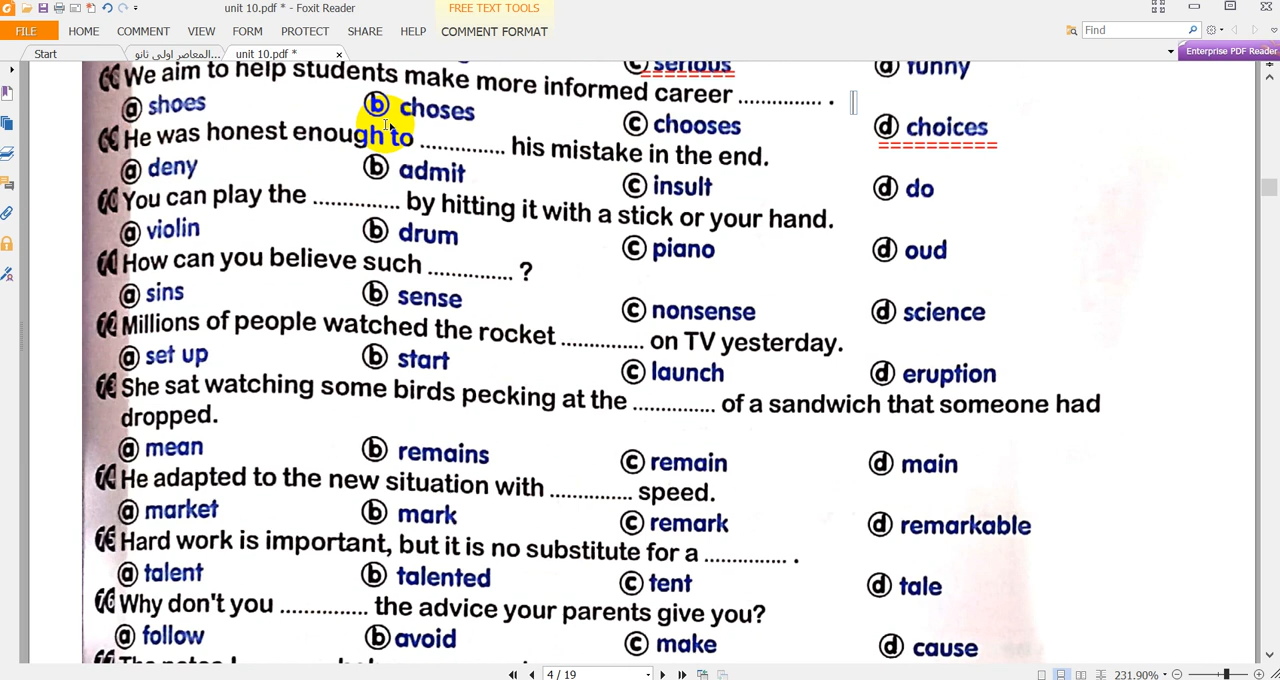 unit 10.pdf * - Foxit Reader
FREE TEXT TOOLS
FILE HOME COMMENT VIEW FORM PROTECT SHARE HELP COMMENT FORMAT
Find
Start المعاصر اولى ثانو... unit 10.pdf *
Enterprise PDF Reader
c serious d funny
We aim to help students make more informed career .............. .
a shoes b choses c chooses d choices
He was honest enough to .............. his mistake in the end.
a deny b admit c insult d do
You can play the .............. by hitting it with a stick or your hand.
a violin b drum c piano d oud
How can you believe such .............. ?
a sins b sense c nonsense d science
72 Millions of people watched the rocket .............. on TV yesterday.
a set up b start c launch d eruption
73 She sat watching some birds pecking at the .............. of a sandwich that someone had
dropped.
a mean b remains c remain d main
74 He adapted to the new situation with .............. speed.
a market b mark c remark d remarkable
75 Hard work is important, but it is no substitute for a .............. .
a talent b talented c tent d tale
76 Why don't you .............. the advice your parents give you?
a follow b avoid c make d cause
4 / 19
231.90%